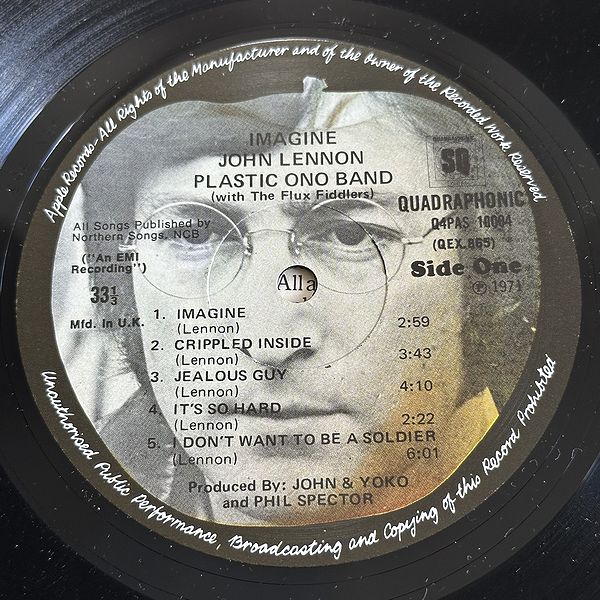 Apple Records-All Rights of the Manufacturer and of the Owner of the Recorded Work Reserved
IMAGINE
JOHN LENNON
PLASTIC ONO BAND
(with The Flux Fiddlers)
SQ
QUADRAPHONIC
Q4PAS 10004
(QEX.865)
Side One
℗ 1971
All Songs Published by
Northern Songs, NCB
("An EMI
Recording")
33⅓
Mfd. In U.K.
Alla
1. IMAGINE
(Lennon) 2:59
2. CRIPPLED INSIDE
(Lennon) 3:43
3. JEALOUS GUY
(Lennon) 4:10
4. IT'S SO HARD
(Lennon) 2:22
5. I DON'T WANT TO BE A SOLDIER
(Lennon) 6:01
Produced By: JOHN & YOKO
and PHIL SPECTOR
Unauthorised Public Performance, Broadcasting and Copying of this Record Prohibited